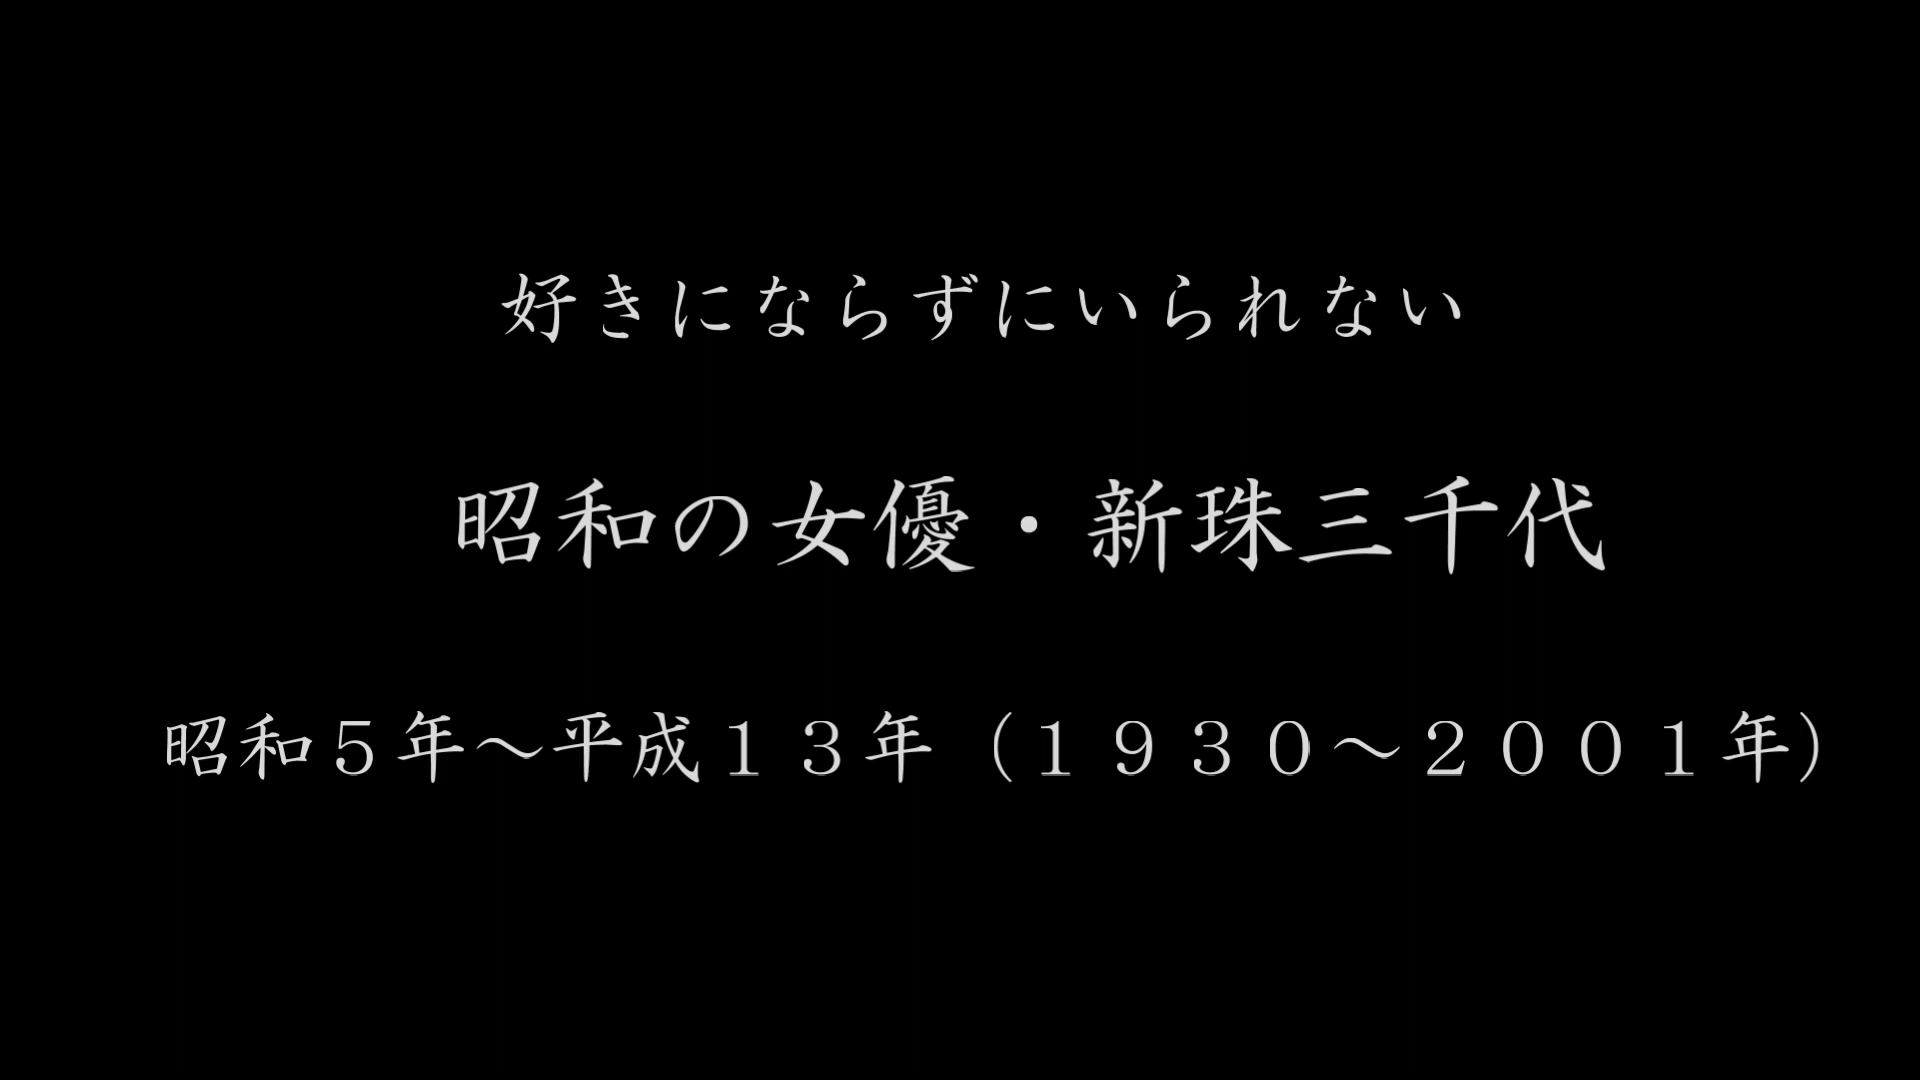 好きにならずにいられない
昭和の女優・新珠三千代
昭和５年～平成１３年（１９３０～２００１年）